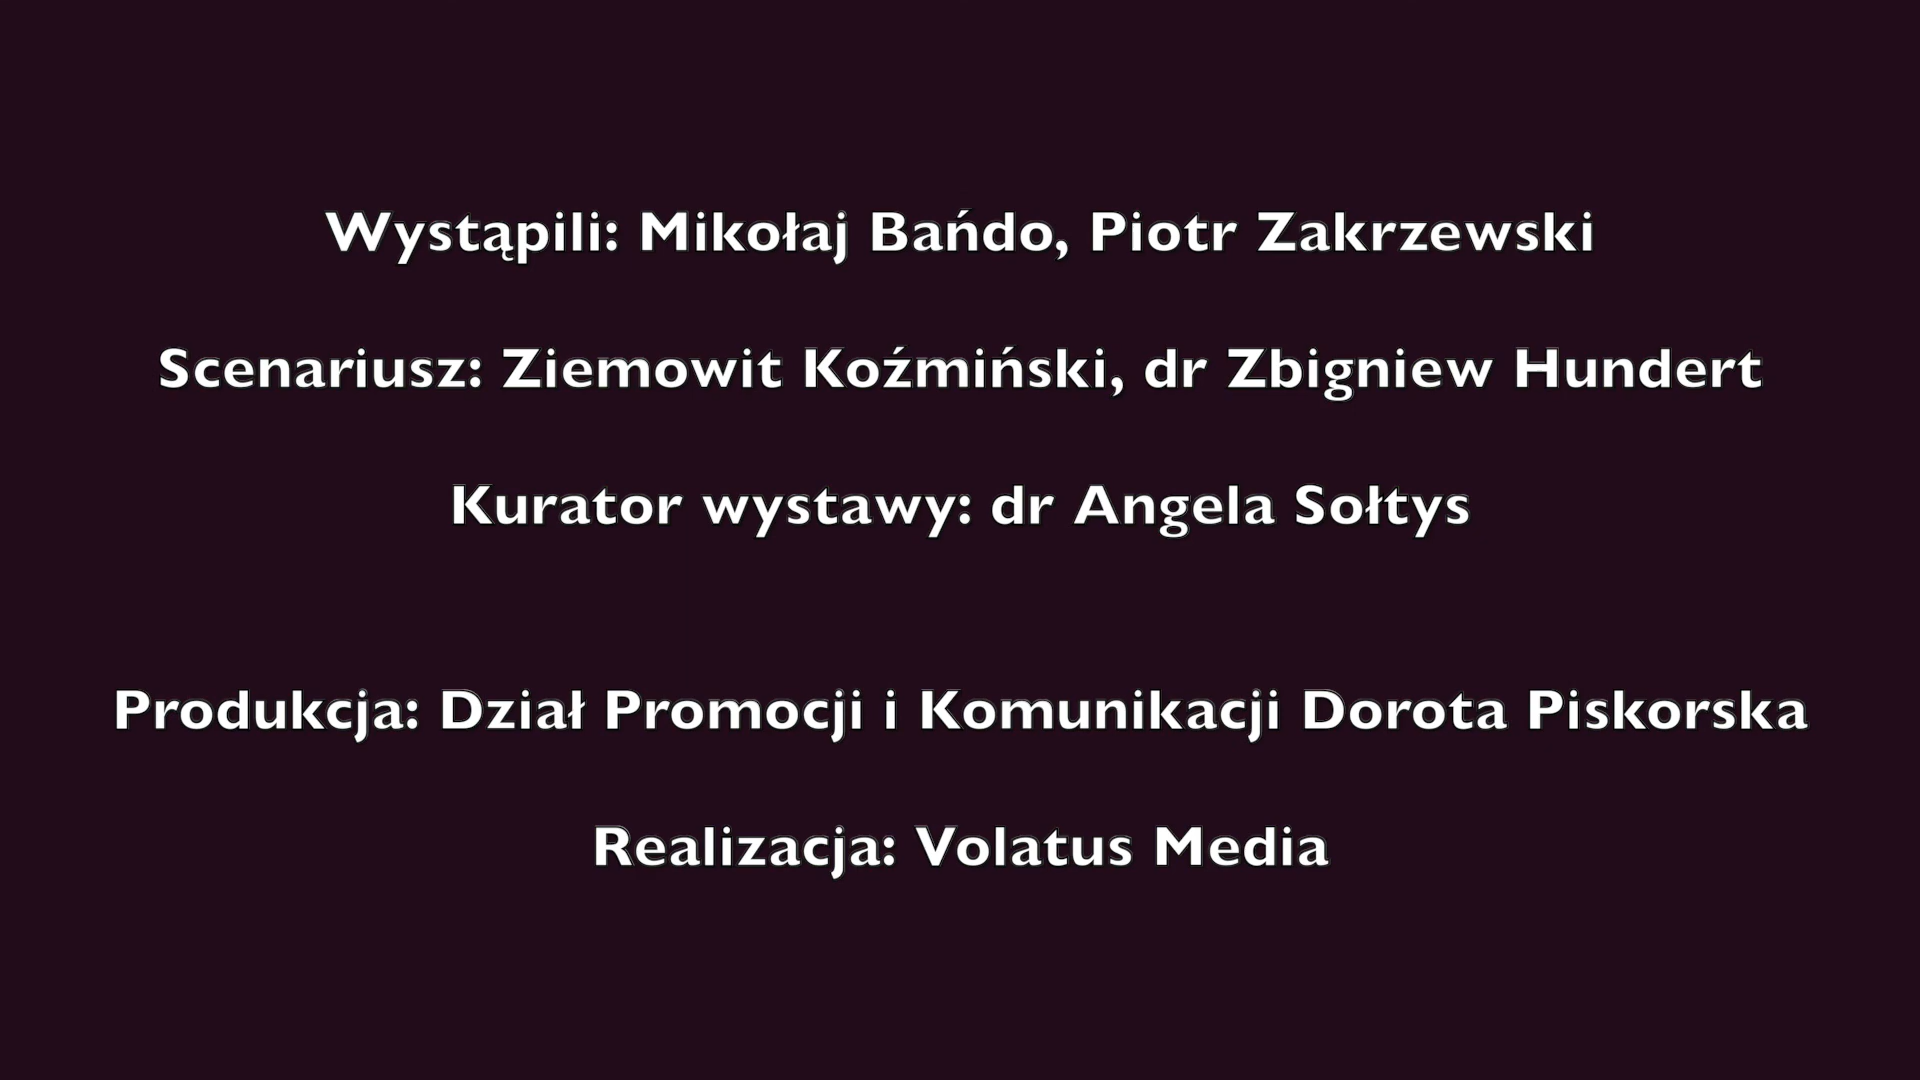 Wystąpili: Mikołaj Bańdo, Piotr Zakrzewski
Scenariusz: Ziemowit Koźmiński, dr Zbigniew Hundert
Kurator wystawy: dr Angela Sołtys
Produkcja: Dział Promocji i Komunikacji Dorota Piskorska
Realizacja: Volatus Media